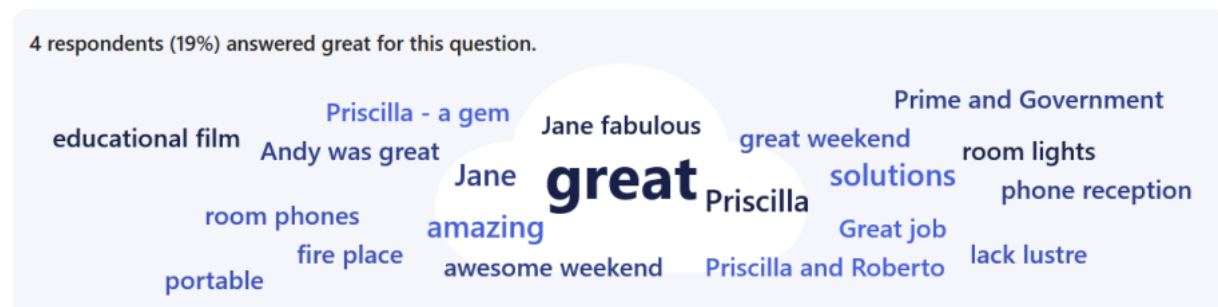 4 respondents (19%) answered great for this question.
Prime and Government
Priscilla - a gem
Jane fabulous
educational film
Andy was great
great weekend
room lights
Jane
great
Priscilla
solutions
phone reception
room phones
amazing
Great job
fire place
awesome weekend
Priscilla and Roberto
lack lustre
portable